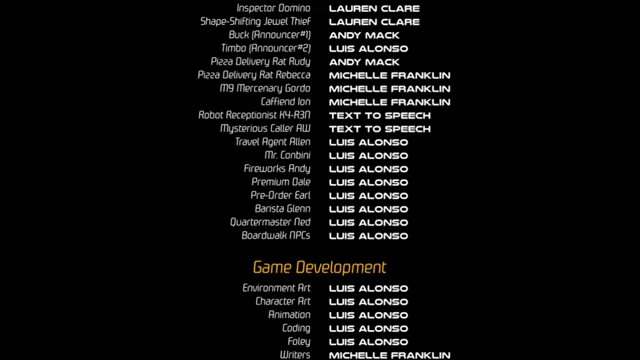 Inspector Domino LAUREN CLARE
Shape-Shifting Jewel Thief LAUREN CLARE
Buck (Announcer#1) ANDY MACK
Timbo (Announcer#2) LUIS ALONSO
Pizza Delivery Rat Rudy ANDY MACK
Pizza Delivery Rat Rebecca MICHELLE FRANKLIN
M9 Mercenary Gordo MICHELLE FRANKLIN
Caffiend Ion MICHELLE FRANKLIN
Robot Receptionist K4-R3N TEXT TO SPEECH
Mysterious Caller AW TEXT TO SPEECH
Travel Agent Allen LUIS ALONSO
Mr. Conbini LUIS ALONSO
Fireworks Andy LUIS ALONSO
Premium Dale LUIS ALONSO
Pre-Order Earl LUIS ALONSO
Barista Glenn LUIS ALONSO
Quartermaster Ned LUIS ALONSO
Boardwalk NPCs LUIS ALONSO
Game Development
Environment Art LUIS ALONSO
Character Art LUIS ALONSO
Animation LUIS ALONSO
Coding LUIS ALONSO
Foley LUIS ALONSO
Writers MICHELLE FRANKLIN